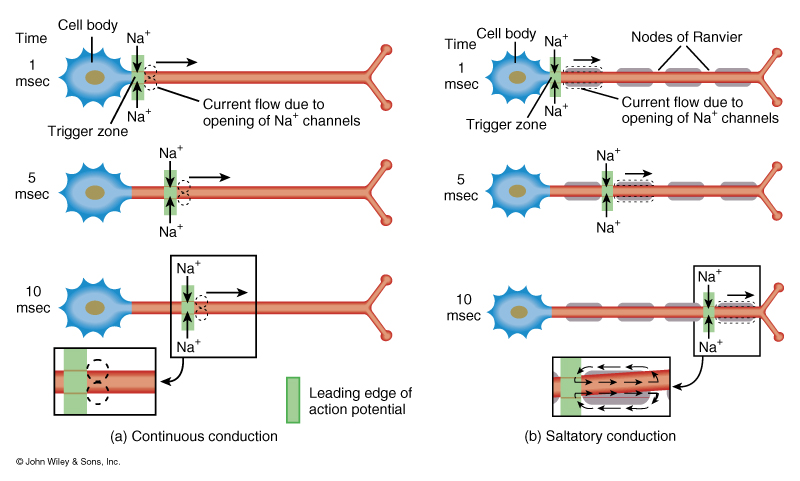 Time
Cell body
Na+
1
msec
Trigger zone
Na+
Current flow due to
opening of Na+ channels
5
msec
Na+
Na+
10
msec
Na+
Na+
Leading edge of
action potential
(a) Continuous conduction
Time
Cell body
Na+
Nodes of Ranvier
1
msec
Trigger zone
Na+
Current flow due to
opening of Na+ channels
5
msec
Na+
Na+
10
msec
Na+
Na+
(b) Saltatory conduction
© John Wiley & Sons, Inc.